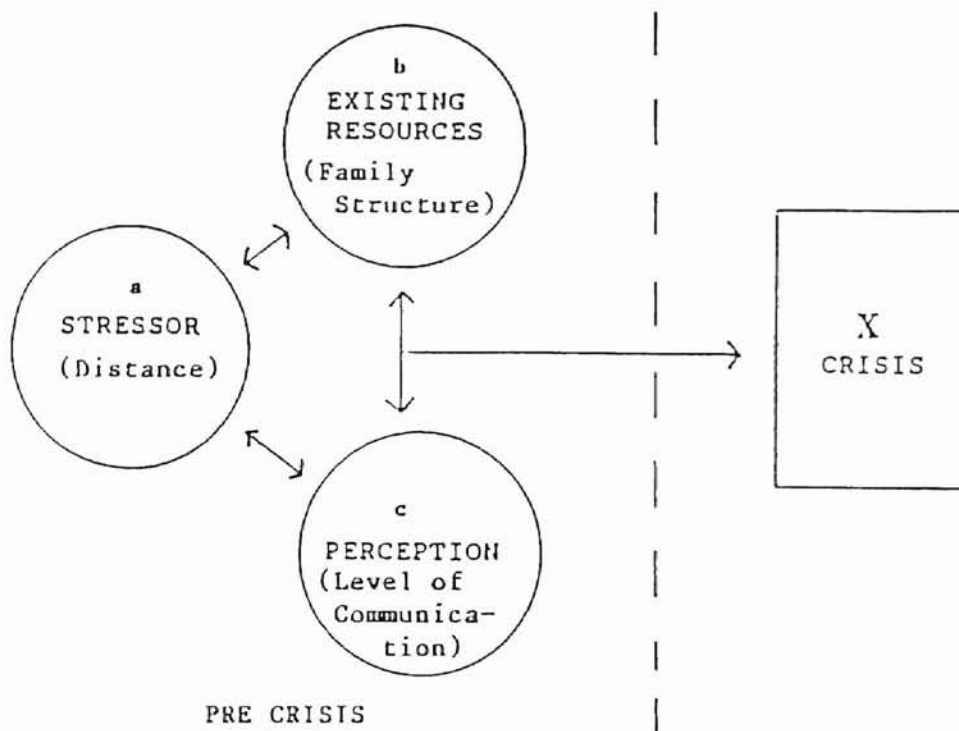 b
EXISTING
RESOURCES
(Family
Structure)
a
STRESSOR
(Distance)
X
CRISIS
c
PERCEPTION
(Level of
Communica-
tion)
PRE CRISIS